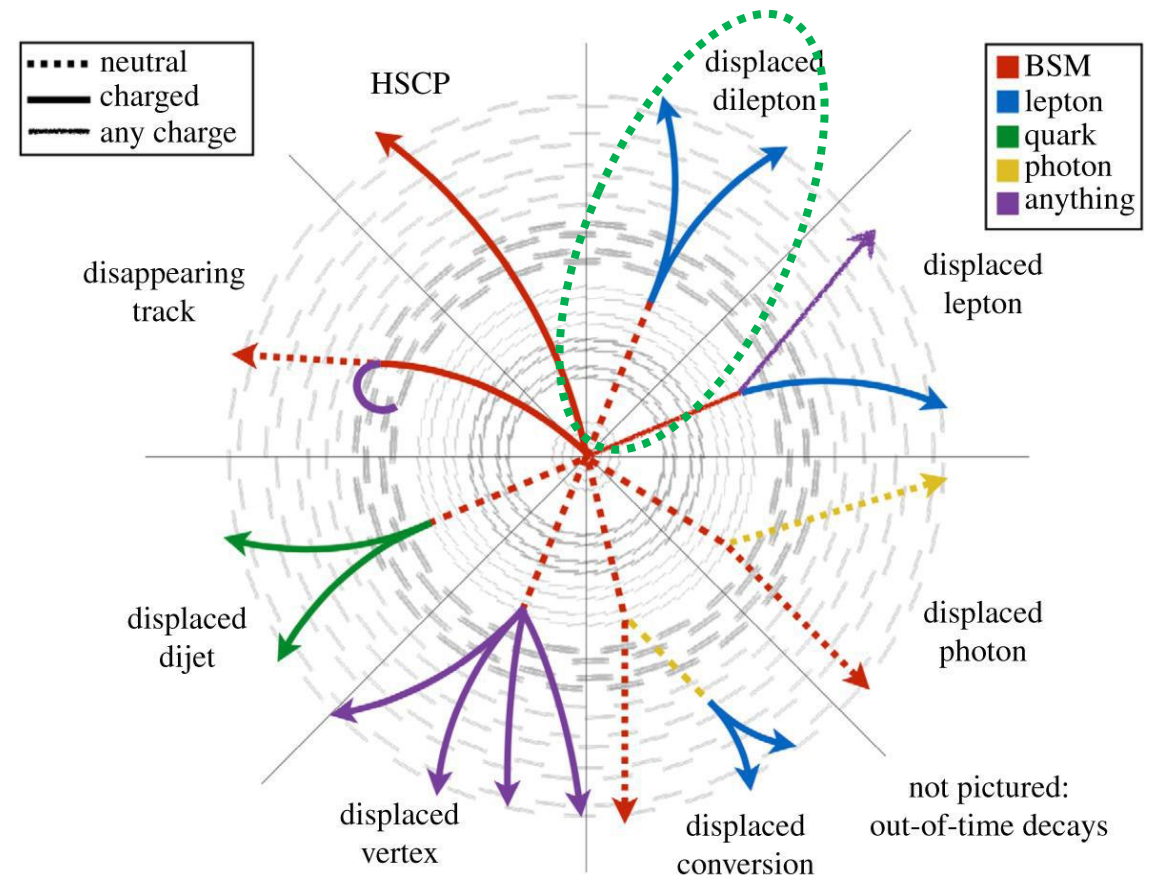 neutral
charged
any charge
BSM
lepton
quark
photon
anything
HSCP
displaced
dilepton
displaced
lepton
disappearing
track
displaced
dijet
displaced
photon
displaced
vertex
displaced
conversion
not pictured:
out-of-time decays